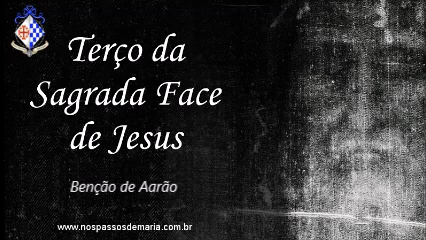 Terço da
Sagrada Face
de Jesus
Benção de Aarão
www.nospassosdemaria.com.br